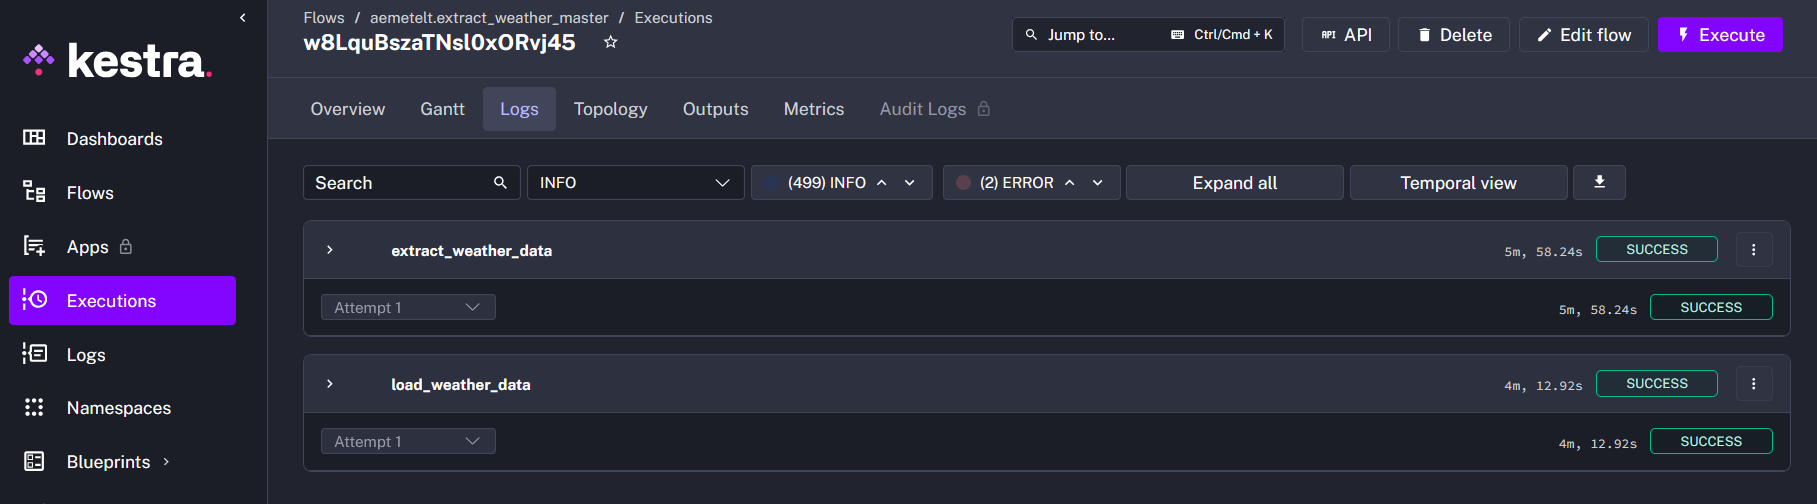 kestra.
Dashboards
Flows
Apps
Executions
Logs
Namespaces
Blueprints
Flows / aemetelt.extract_weather_master / Executions
w8LquBszaTNsl0xORvj45
Jump to... Ctrl/Cmd + K
API API
Delete
Edit flow
Execute
Overview Gantt Logs Topology Outputs Metrics Audit Logs
Search INFO (499) INFO (2) ERROR Expand all Temporal view
extract_weather_data 5m, 58.24s SUCCESS
Attempt 1 5m, 58.24s SUCCESS
load_weather_data 4m, 12.92s SUCCESS
Attempt 1 4m, 12.92s SUCCESS